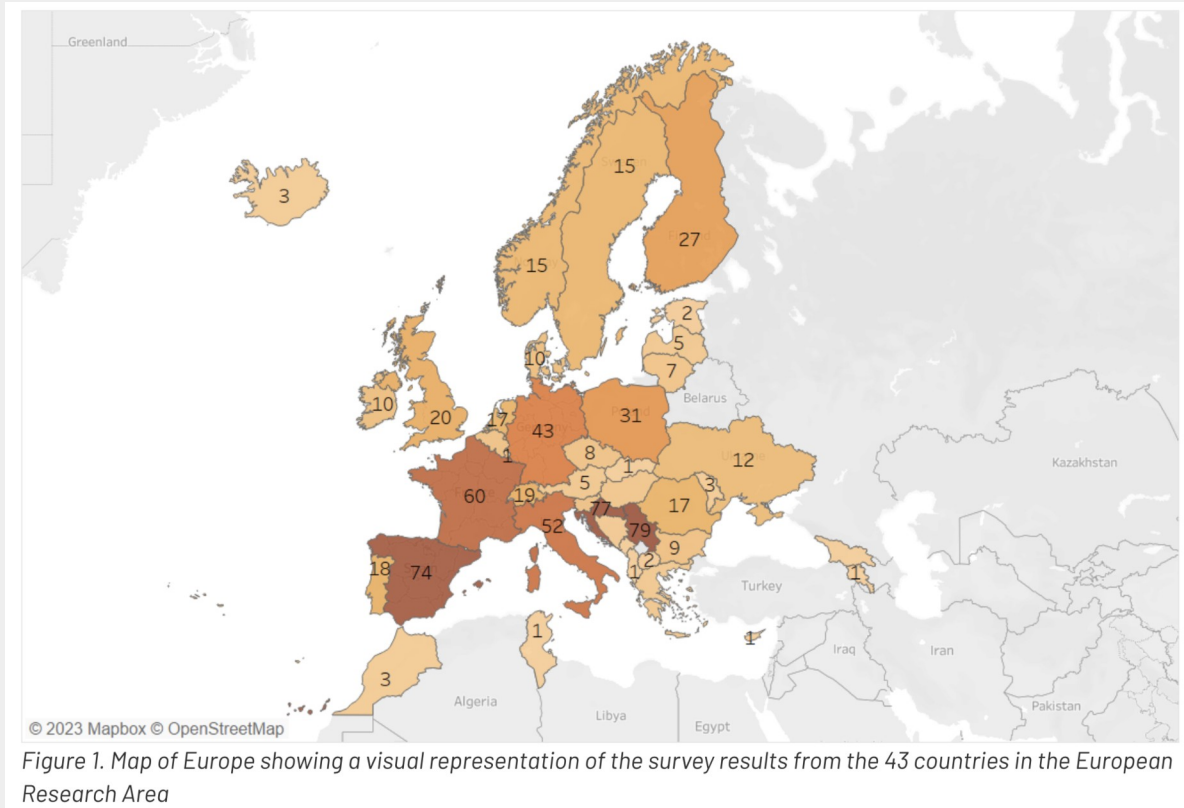 Greenland
3
15
27
15
2
5
7
10
10
20
17
43
31
Belarus
1
8
1
12
Kazakhstan
5
3
60
19
17
77
52
79
9
18
74
2
1
1
Turkey
1
1
Iraq
Iran
3
Algeria
Libya
Egypt
Pakistan
© 2023 Mapbox © OpenStreetMap
Figure 1. Map of Europe showing a visual representation of the survey results from the 43 countries in the European
Research Area